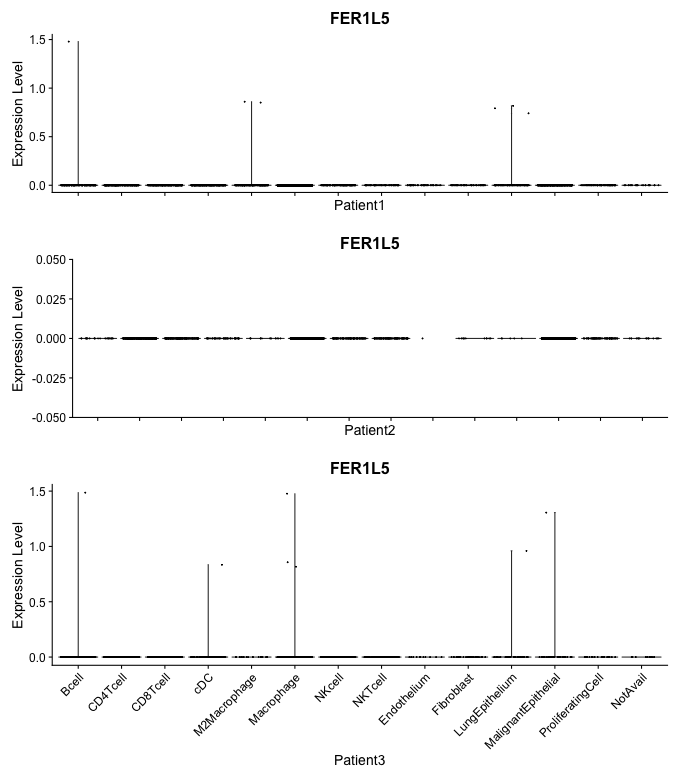 FER1L5
1.5
1.0
0.5
0.0
Expression Level
Patient1
FER1L5
0.050
0.025
0.000
-0.025
-0.050
Expression Level
Patient2
FER1L5
1.5
1.0
0.5
0.0
Expression Level
Bcell
CD4Tcell
CD8Tcell
cDC
M2Macrophage
Macrophage
NKcell
NKTcell
Endothelium
Fibroblast
LungEpithelium
MalignantEpithelial
ProliferatingCell
NotAvail
Patient3